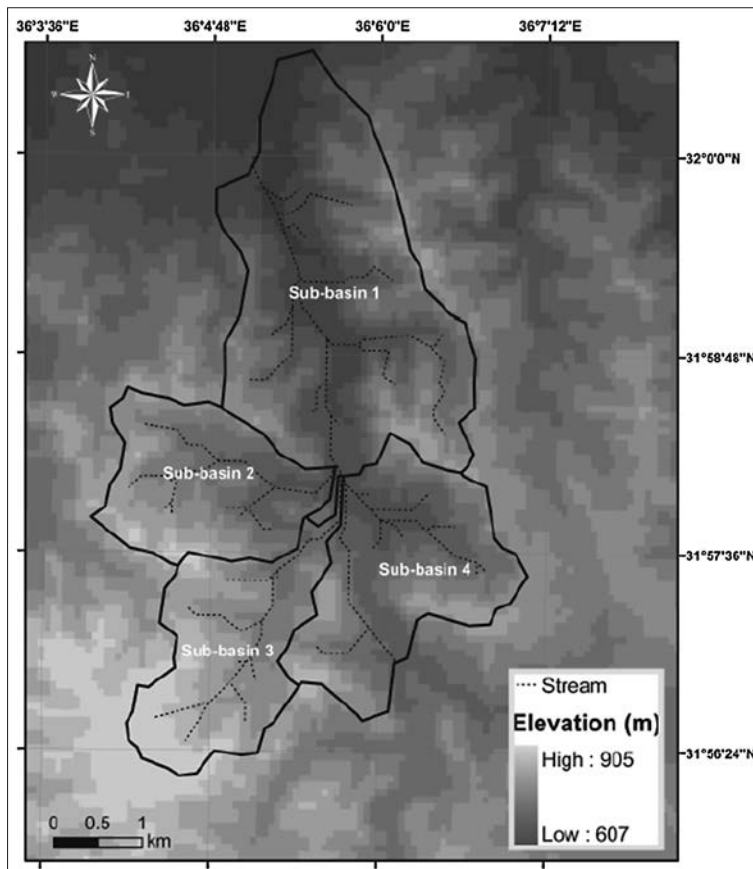 36°3'36"E 36°4'48"E 36°6'0"E 36°7'12"E
N
S
32°0'0"N
Sub-basin 1
31°58'48"N
Sub-basin 2
31°57'36"N
Sub-basin 4
Sub-basin 3
Stream
Elevation (m)
High : 905
Low : 607
31°56'24"N
0 0.5 1
km